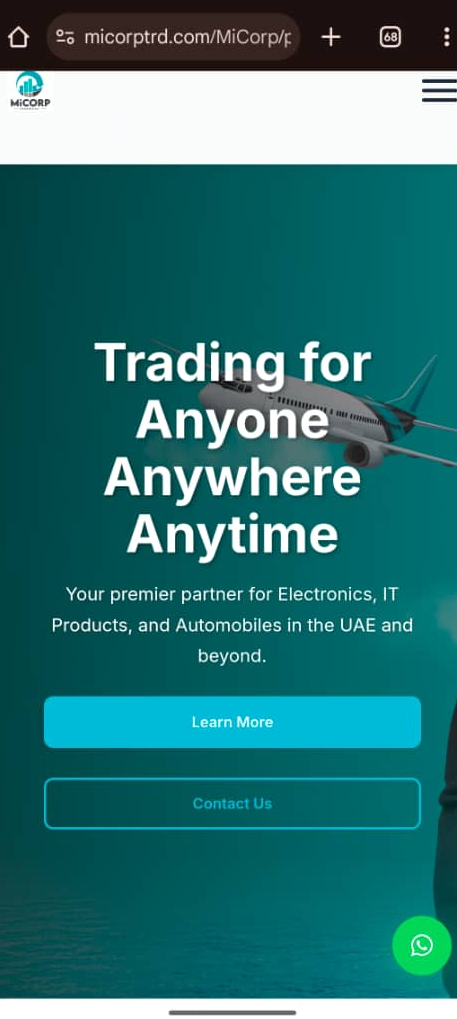 micorptrd.com/MiCorp/p
68
MiCORP
Trading for
Anyone
Anywhere
Anytime
Your premier partner for Electronics, IT
Products, and Automobiles in the UAE and
beyond.
Learn More
Contact Us